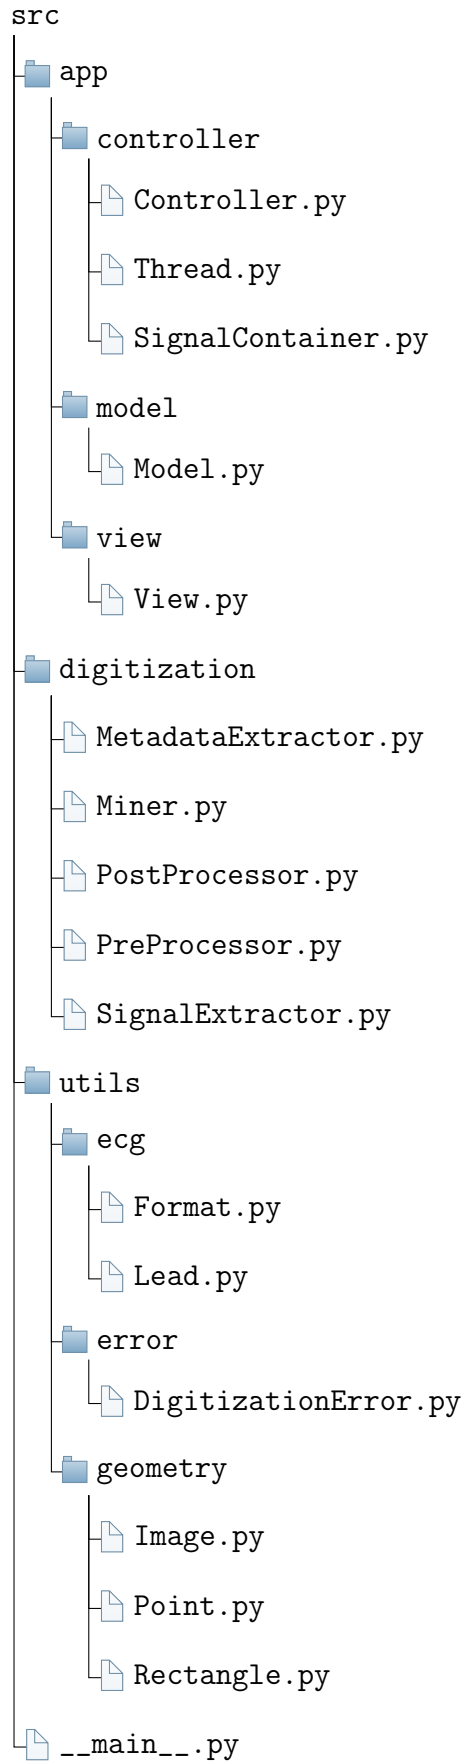 src
app
controller
Controller.py
Thread.py
SignalContainer.py
model
Model.py
view
View.py
digitization
MetadataExtractor.py
Miner.py
PostProcessor.py
PreProcessor.py
SignalExtractor.py
utils
ecg
Format.py
Lead.py
error
DigitizationError.py
geometry
Image.py
Point.py
Rectangle.py
__main__.py